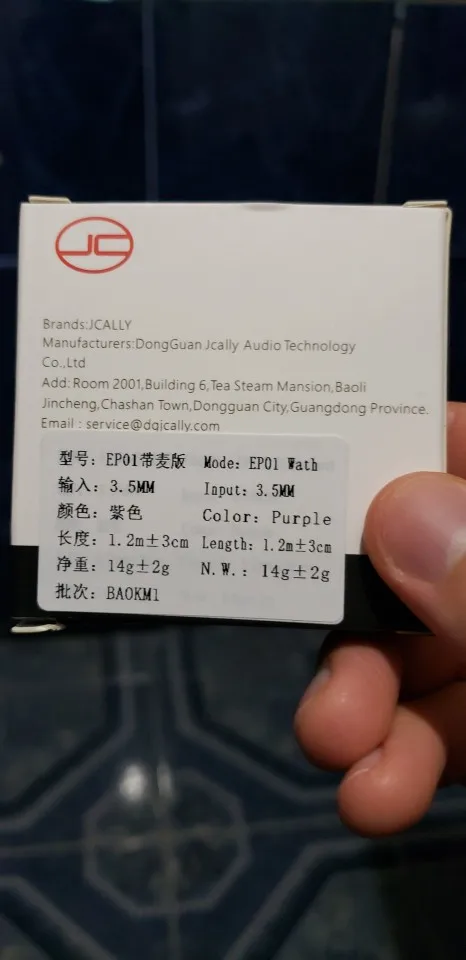 JC
Brands:JCALLY
Manufacturers:DongGuan Jcally Audio Technology
Co.,Ltd
Add: Room 2001,Building 6,Tea Steam Mansion,Baoli
Jincheng,Chashan Town,Dongguan City,Guangdong Province.
Email : service@dgjcally.com
型号: EP01带麦版 Mode: EP01 Wath
输入: 3.5MM Input: 3.5MM
颜色: 紫色 Color: Purple
长度: 1.2m±3cm Length: 1.2m±3cm
净重: 14g±2g N.W.: 14g±2g
批次: BAOKM1